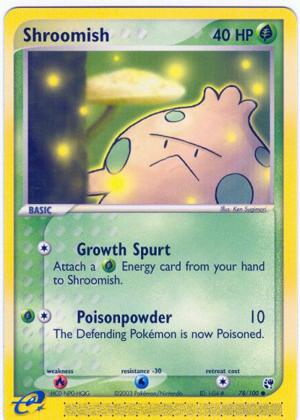 Shroomish 40 HP
Illus. Ken Sugimori
BASIC
Growth Spurt
Attach a Energy card from your hand
to Shroomish.
Poisonpowder 10
The Defending Pokémon is now Poisoned.
weakness resistance -30 retreat cost
©2003 Pokémon/Nintendo
78/100 ●
e